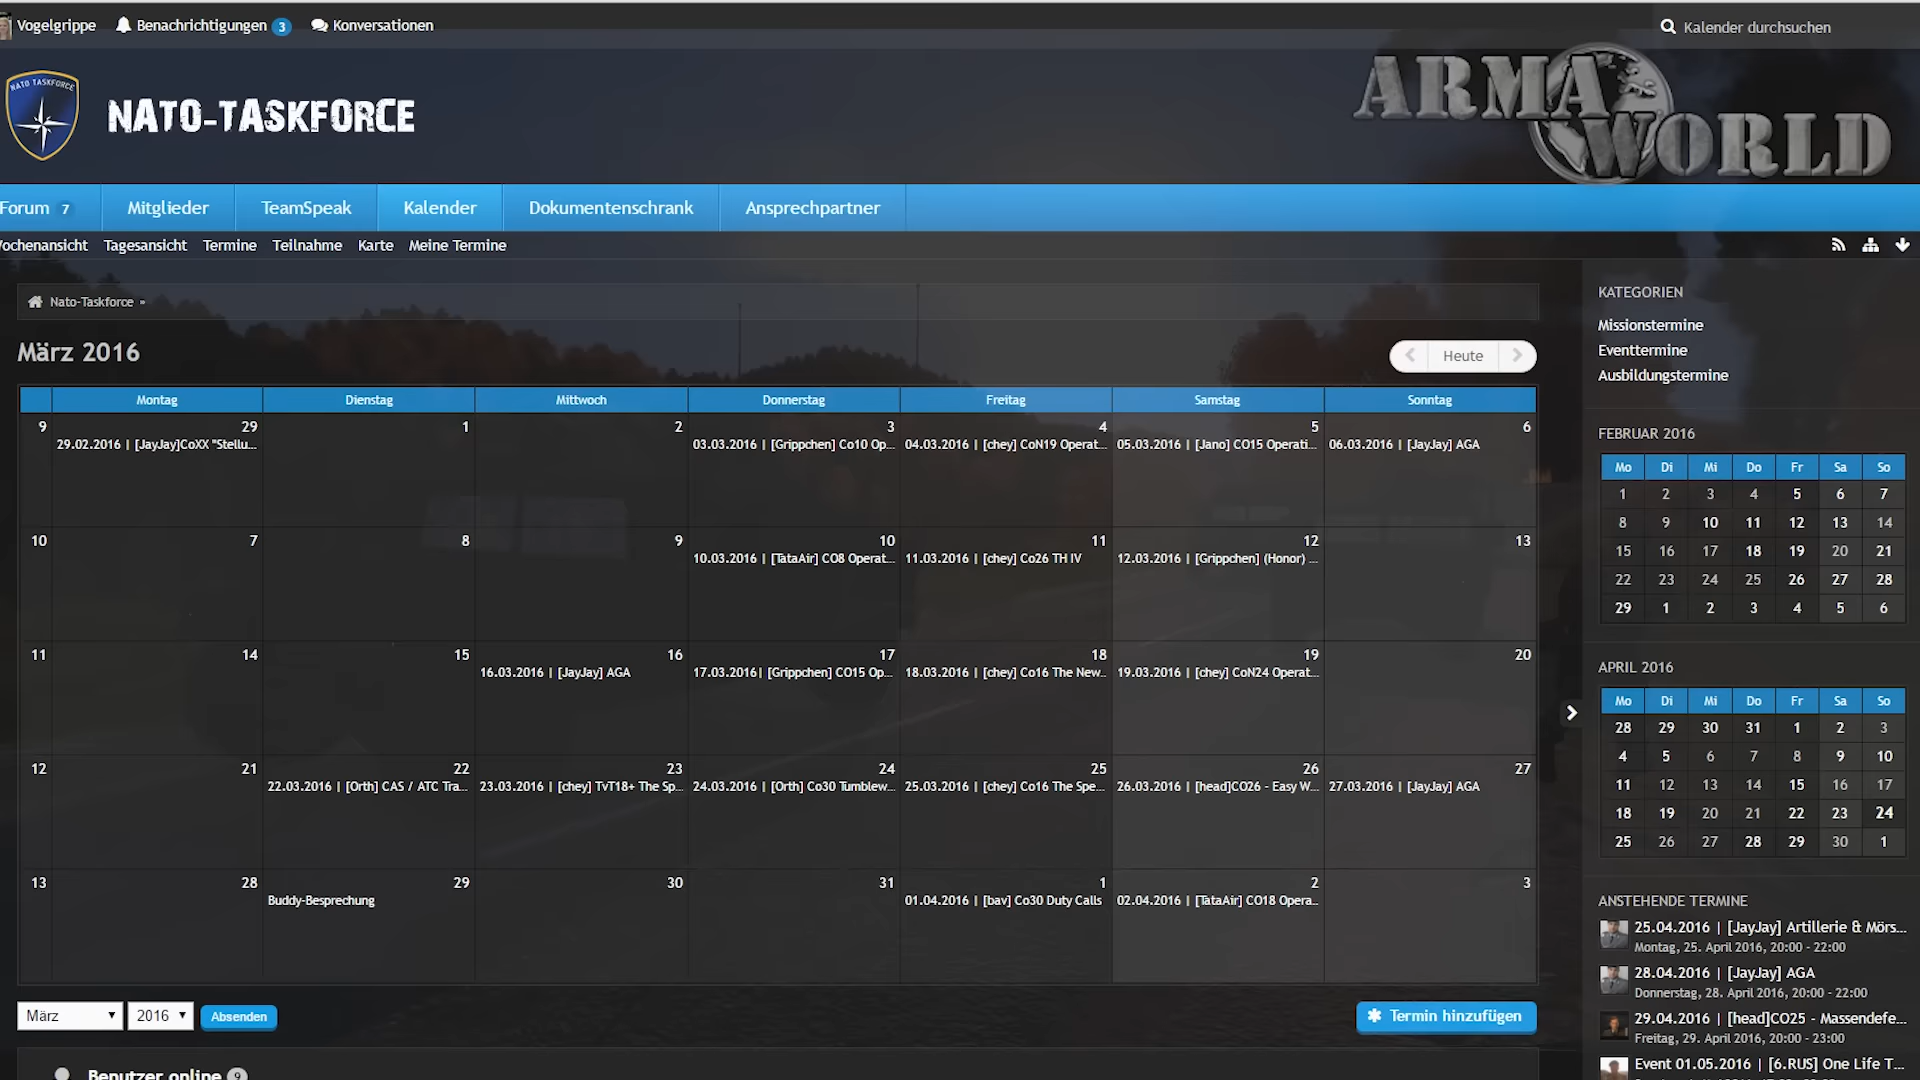 Vogelgrippe Benachrichtigungen 3 Konversationen Kalender durchsuchen
NATO TASKFORCE
NATO-TASKFORCE
ARMA
WORLD
Forum 7 Mitglieder TeamSpeak Kalender Dokumentenschrank Ansprechpartner
ochenansicht Tagesansicht Termine Teilnahme Karte Meine Termine
Nato-Taskforce »
März 2016
Heute
Montag Dienstag Mittwoch Donnerstag Freitag Samstag Sonntag
9 29 1 2 3 4 5 6
29.02.2016 | [JayJay]CoXX "Stellu... 03.03.2016 | [Grippchen] Co10 Op... 04.03.2016 | [chey] CoN19 Operat... 05.03.2016 | [Jano] CO15 Operati... 06.03.2016 | [JayJay] AGA
10 7 8 9 10 11 12 13
10.03.2016 | [TataAir] CO8 Operat... 11.03.2016 | [chey] Co26 TH IV 12.03.2016 | [Grippchen] (Honor) ...
11 14 15 16 17 18 19 20
16.03.2016 | [JayJay] AGA 17.03.2016| [Grippchen] CO15 Op... 18.03.2016 | [chey] Co16 The New... 19.03.2016 | [chey] CoN24 Operat...
12 21 22 23 24 25 26 27
22.03.2016 | [Orth] CAS / ATC Tra... 23.03.2016 | [chey] TvT18+ The Sp... 24.03.2016 | [Orth] Co30 Tumblew... 25.03.2016 | [chey] Co16 The Spe... 26.03.2016 | [head]CO26 - Easy W... 27.03.2016 | [JayJay] AGA
13 28 29 30 31 1 2 3
Buddy-Besprechung 01.04.2016 | [bav] Co30 Duty Calls 02.04.2016 | [TataAir] CO18 Opera...
März 2016 Absenden Termin hinzufügen
Benutzer online 9
KATEGORIEN
Missionstermine
Eventtermine
Ausbildungstermine
FEBRUAR 2016
Mo Di Mi Do Fr Sa So
1 2 3 4 5 6 7
8 9 10 11 12 13 14
15 16 17 18 19 20 21
22 23 24 25 26 27 28
29 1 2 3 4 5 6
APRIL 2016
Mo Di Mi Do Fr Sa So
28 29 30 31 1 2 3
4 5 6 7 8 9 10
11 12 13 14 15 16 17
18 19 20 21 22 23 24
25 26 27 28 29 30 1
ANSTEHENDE TERMINE
25.04.2016 | [JayJay] Artillerie & Mörs...
Montag, 25. April 2016, 20:00 - 22:00
28.04.2016 | [JayJay] AGA
Donnerstag, 28. April 2016, 20:00 - 22:00
29.04.2016 | [head]CO25 - Massendefe...
Freitag, 29. April 2016, 20:00 - 23:00
Event 01.05.2016 | [6.RUS] One Life T...